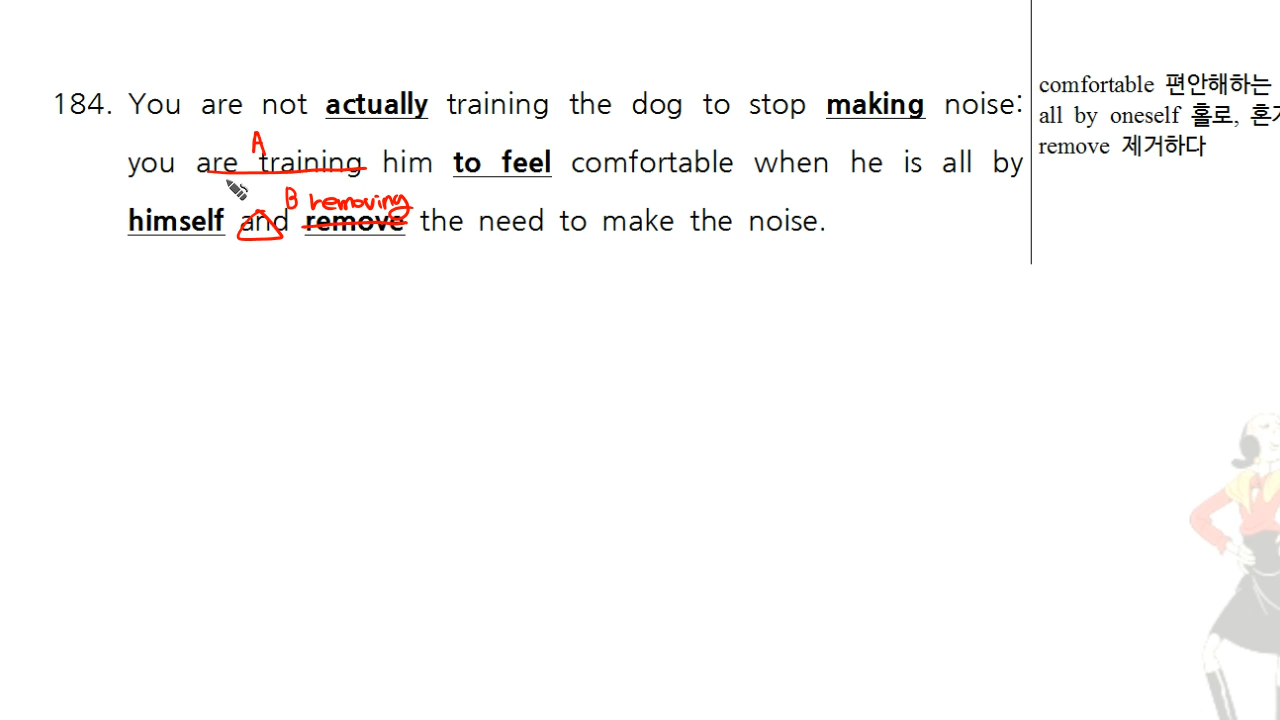 184. You are not actually training the dog to stop making noise:
A
you are training him to feel comfortable when he is all by
B removing
himself and remove the need to make the noise.
comfortable 편안해하는
all by oneself 홀로,
remove 제거하다